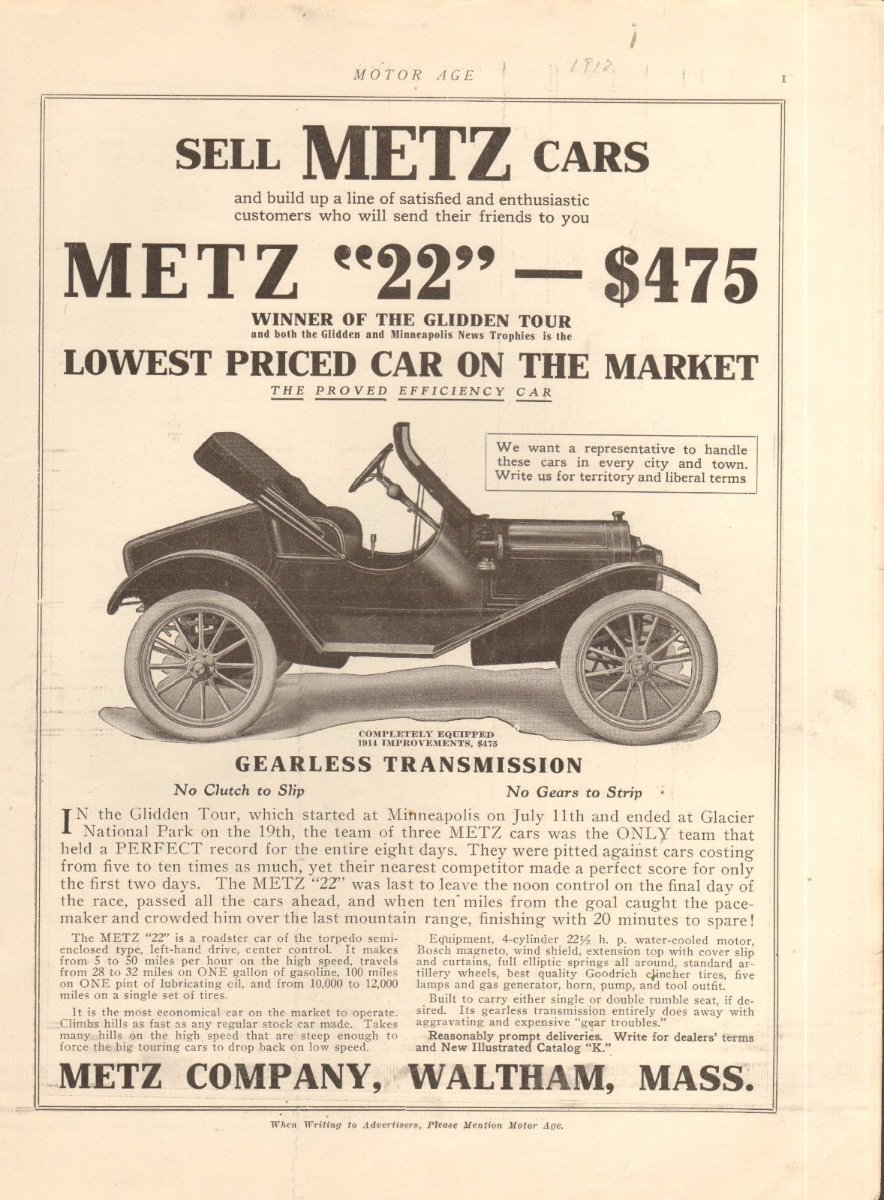 MOTOR AGE
1912
I
SELL METZ CARS
and build up a line of satisfied and enthusiastic
customers who will send their friends to you
METZ "22" — $475
WINNER OF THE GLIDDEN TOUR
and both the Glidden and Minneapolis News Trophies is the
LOWEST PRICED CAR ON THE MARKET
THE PROVED EFFICIENCY CAR
We want a representative to handle
these cars in every city and town.
Write us for territory and liberal terms
COMPLETELY EQUIPPED
1914 IMPROVEMENTS, $475
GEARLESS TRANSMISSION
No Clutch to Slip
No Gears to Strip
IN the Glidden Tour, which started at Minneapolis on July 11th and ended at Glacier
National Park on the 19th, the team of three METZ cars was the ONLY team that
held a PERFECT record for the entire eight days. They were pitted against cars costing
from five to ten times as much, yet their nearest competitor made a perfect score for only
the first two days. The METZ "22" was last to leave the noon control on the final day of
the race, passed all the cars ahead, and when ten miles from the goal caught the pace-
maker and crowded him over the last mountain range, finishing with 20 minutes to spare!
The METZ "22" is a roadster car of the torpedo semi-
enclosed type, left-hand drive, center control. It makes
from 5 to 50 miles per hour on the high speed, travels
from 28 to 32 miles on ONE gallon of gasoline, 100 miles
on ONE pint of lubricating oil, and from 10,000 to 12,000
miles on a single set of tires.
It is the most economical car on the market to operate.
Climbs hills as fast as any regular stock car made. Takes
many hills on the high speed that are steep enough to
force the big touring cars to drop back on low speed.
Equipment, 4-cylinder 22½ h. p. water-cooled motor,
Bosch magneto, wind shield, extension top with cover slip
and curtains, full elliptic springs all around, standard ar-
tillery wheels, best quality Goodrich clincher tires, five
lamps and gas generator, horn, pump, and tool outfit.
Built to carry either single or double rumble seat, if de-
sired. Its gearless transmission entirely does away with
aggravating and expensive "gear troubles."
Reasonably prompt deliveries. Write for dealers' terms
and New Illustrated Catalog "K."
METZ COMPANY, WALTHAM, MASS.
When Writing to Advertisers, Please Mention Motor Age.